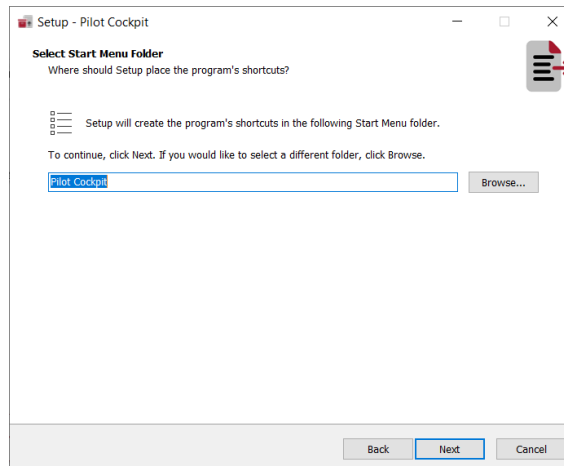 Setup - Pilot Cockpit
Select Start Menu Folder
Where should Setup place the program's shortcuts?
Setup will create the program's shortcuts in the following Start Menu folder.
To continue, click Next. If you would like to select a different folder, click Browse.
Pilot Cockpit
Browse...
Back
Next
Cancel